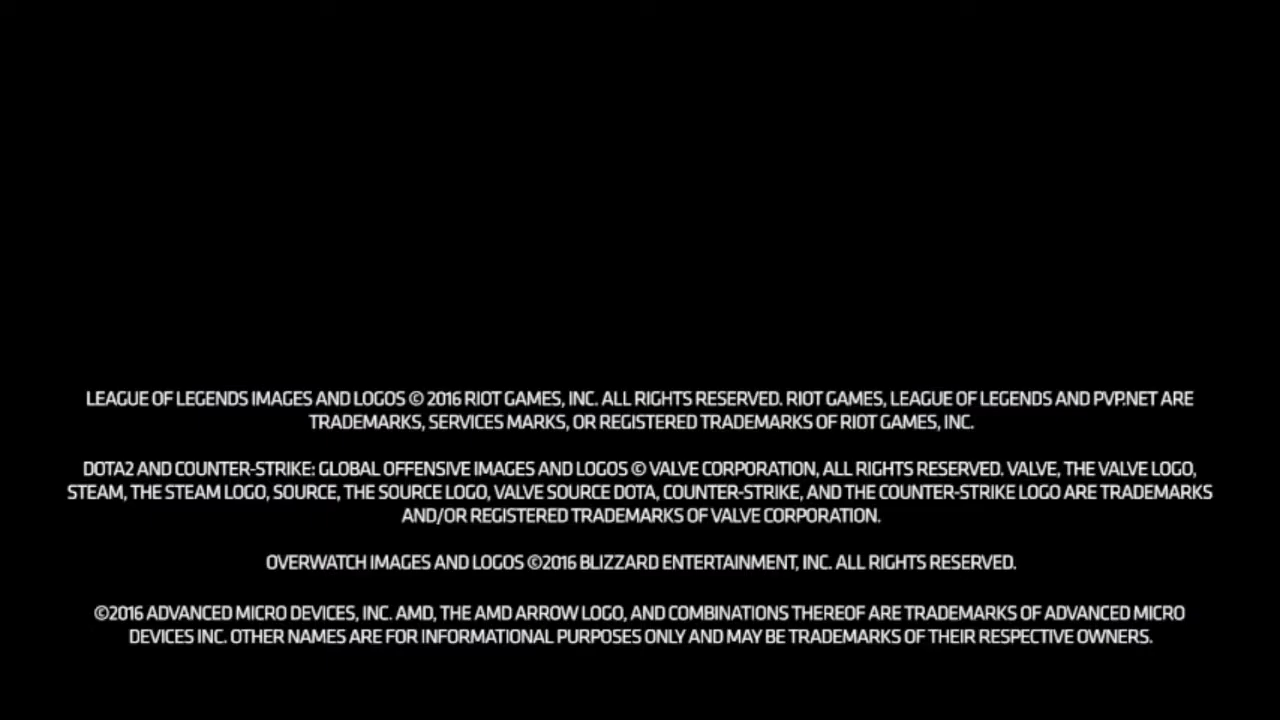 LEAGUE OF LEGENDS IMAGES AND LOGOS © 2016 RIOT GAMES, INC. ALL RIGHTS RESERVED. RIOT GAMES, LEAGUE OF LEGENDS AND PVP.NET ARE
TRADEMARKS, SERVICES MARKS, OR REGISTERED TRADEMARKS OF RIOT GAMES, INC.
DOTA2 AND COUNTER-STRIKE: GLOBAL OFFENSIVE IMAGES AND LOGOS © VALVE CORPORATION, ALL RIGHTS RESERVED. VALVE, THE VALVE LOGO,
STEAM, THE STEAM LOGO, SOURCE, THE SOURCE LOGO, VALVE SOURCE DOTA, COUNTER-STRIKE, AND THE COUNTER-STRIKE LOGO ARE TRADEMARKS
AND/OR REGISTERED TRADEMARKS OF VALVE CORPORATION.
OVERWATCH IMAGES AND LOGOS ©2016 BLIZZARD ENTERTAINMENT, INC. ALL RIGHTS RESERVED.
©2016 ADVANCED MICRO DEVICES, INC. AMD, THE AMD ARROW LOGO, AND COMBINATIONS THEREOF ARE TRADEMARKS OF ADVANCED MICRO
DEVICES INC. OTHER NAMES ARE FOR INFORMATIONAL PURPOSES ONLY AND MAY BE TRADEMARKS OF THEIR RESPECTIVE OWNERS.